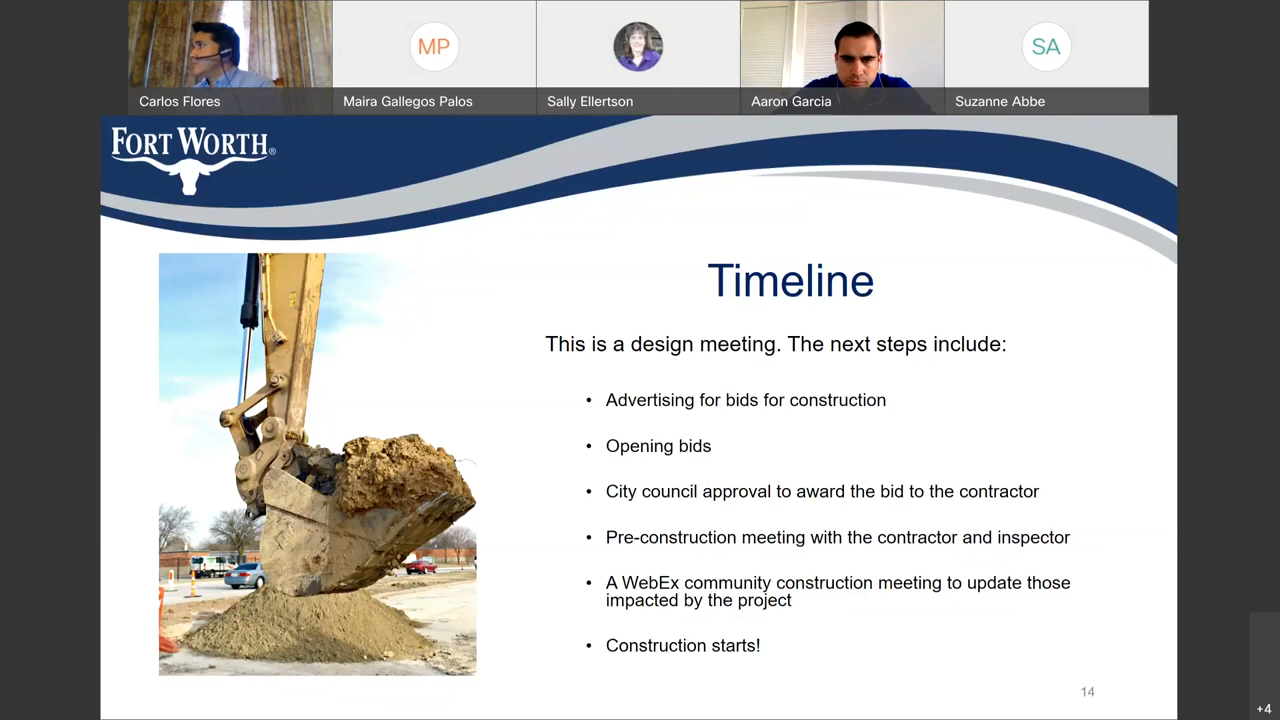 MP
SA
Carlos Flores
Maira Gallegos Palos
Sally Ellertson
Aaron Garcia
Suzanne Abbe
FORT WORTH®
Timeline
This is a design meeting. The next steps include:
• Advertising for bids for construction
• Opening bids
• City council approval to award the bid to the contractor
• Pre-construction meeting with the contractor and inspector
• A WebEx community construction meeting to update those
impacted by the project
• Construction starts!
14
+4